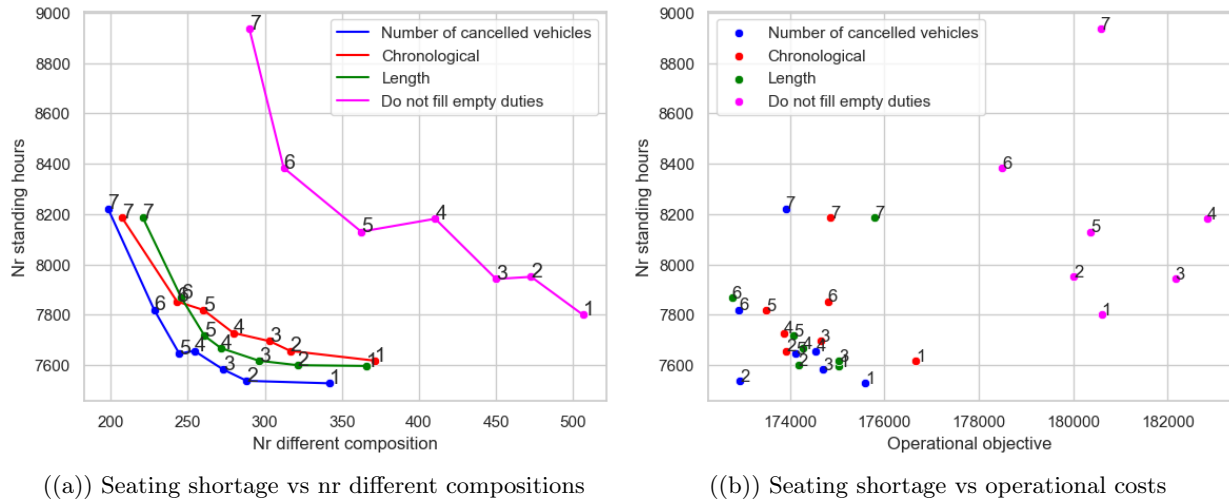 9000
8800
8600
8400
8200
8000
7800
7600
Nr standing hours
200 250 300 350 400 450 500
Nr different composition
Number of cancelled vehicles
Chronological
Length
Do not fill empty duties
7 6 5 4 3 2 1
7 6 5 4 3 2 1
7 6 5 4 3 2 1
7 6 5 4 3 2 1
((a)) Seating shortage vs nr different compositions
9000
8800
8600
8400
8200
8000
7800
7600
Nr standing hours
174000 176000 178000 180000 182000
Operational objective
Number of cancelled vehicles
Chronological
Length
Do not fill empty duties
7 6 5 4 3 2 1
7 6 5 4 3 2 1
7 6 5 4 3 2 1
7 6 5 4 3 2 1
((b)) Seating shortage vs operational costs